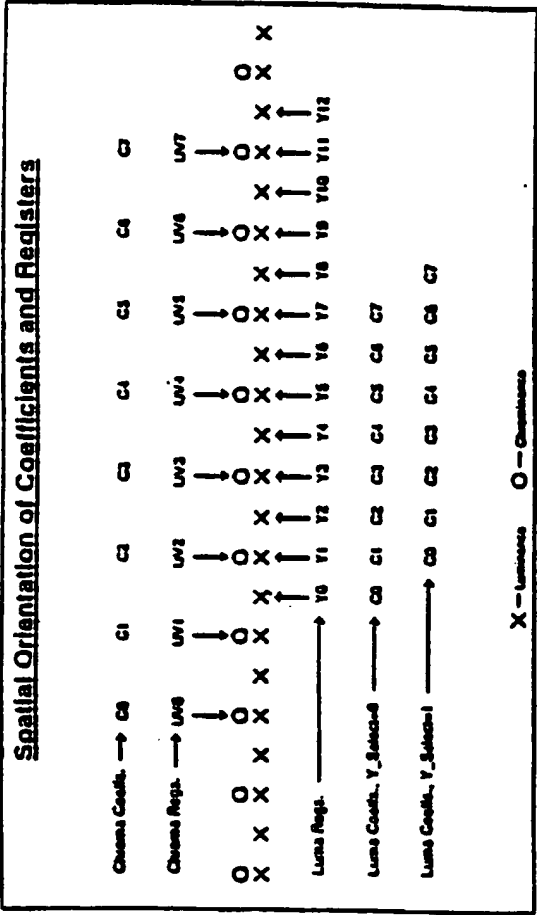 Spatial Orientation of Coefficients and Registers
Chroma Coeffs. → C0 C1 C2 C3 C4 C5 C6 C7
Chroma Regs. → UV0 UV1 UV2 UV3 UV4 UV5 UV6 UV7
O O O O O O O O O O O
X X X X X X X X X X X X X X X X X X X X X X
Luma Regs. → Y0 Y1 Y2 Y3 Y4 Y5 Y6 Y7 Y8 Y9 Y10 Y11 Y12
Luma Coeffs., Y_Select=0 → C0 C1 C2 C3 C4 C5 C6 C7
Luma Coeffs., Y_Select=1 → C0 C1 C2 C3 C4 C5 C6 C7
X – Luminance O – Chrominance